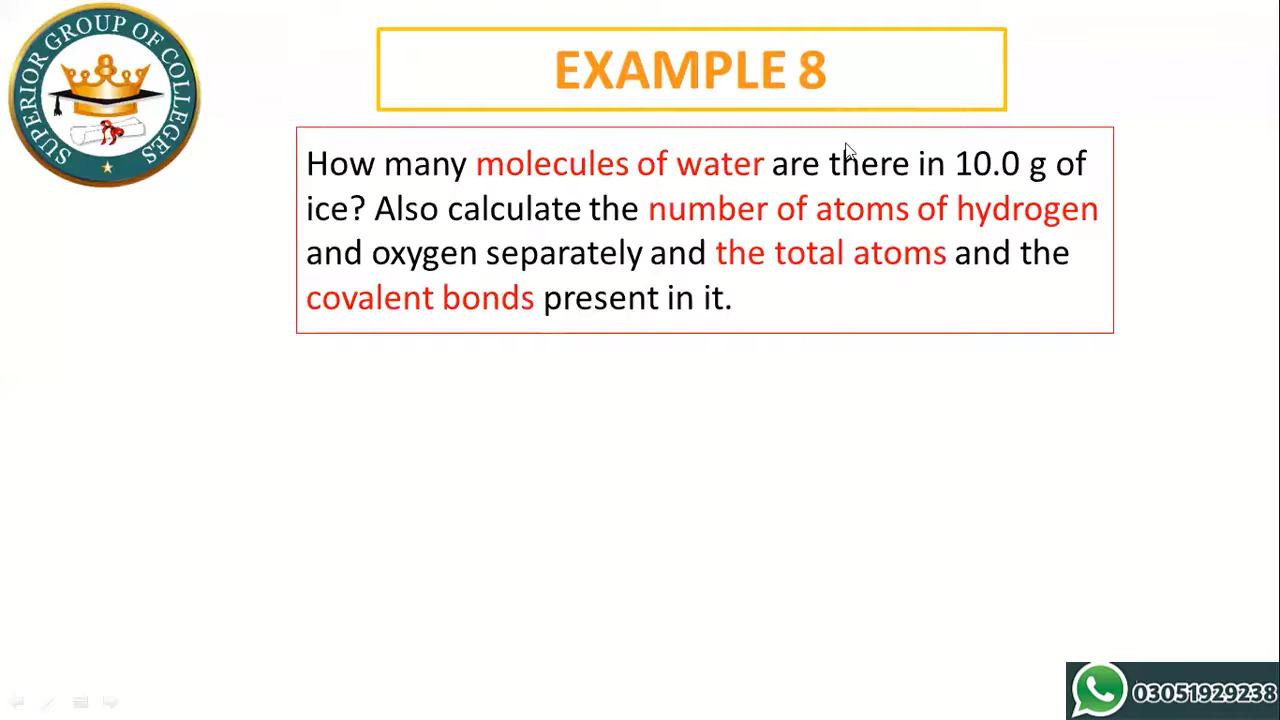 SUPERIOR GROUP OF COLLEGES
EXAMPLE 8
How many molecules of water are there in 10.0 g of
ice? Also calculate the number of atoms of hydrogen
and oxygen separately and the total atoms and the
covalent bonds present in it.
03051929238